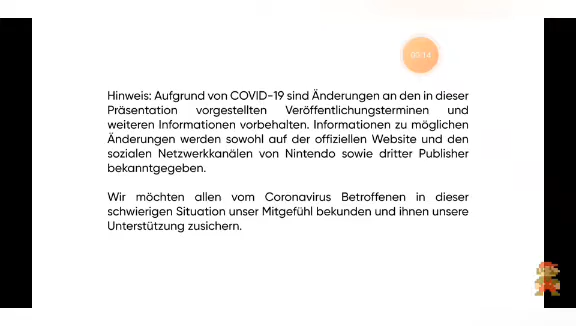 00:14
Hinweis: Aufgrund von COVID-19 sind Änderungen an den in dieser
Präsentation vorgestellten Veröffentlichungsterminen und
weiteren Informationen vorbehalten. Informationen zu möglichen
Änderungen werden sowohl auf der offiziellen Website und den
sozialen Netzwerkkanälen von Nintendo sowie dritter Publisher
bekanntgegeben.
Wir möchten allen vom Coronavirus Betroffenen in dieser
schwierigen Situation unser Mitgefühl bekunden und ihnen unsere
Unterstützung zusichern.